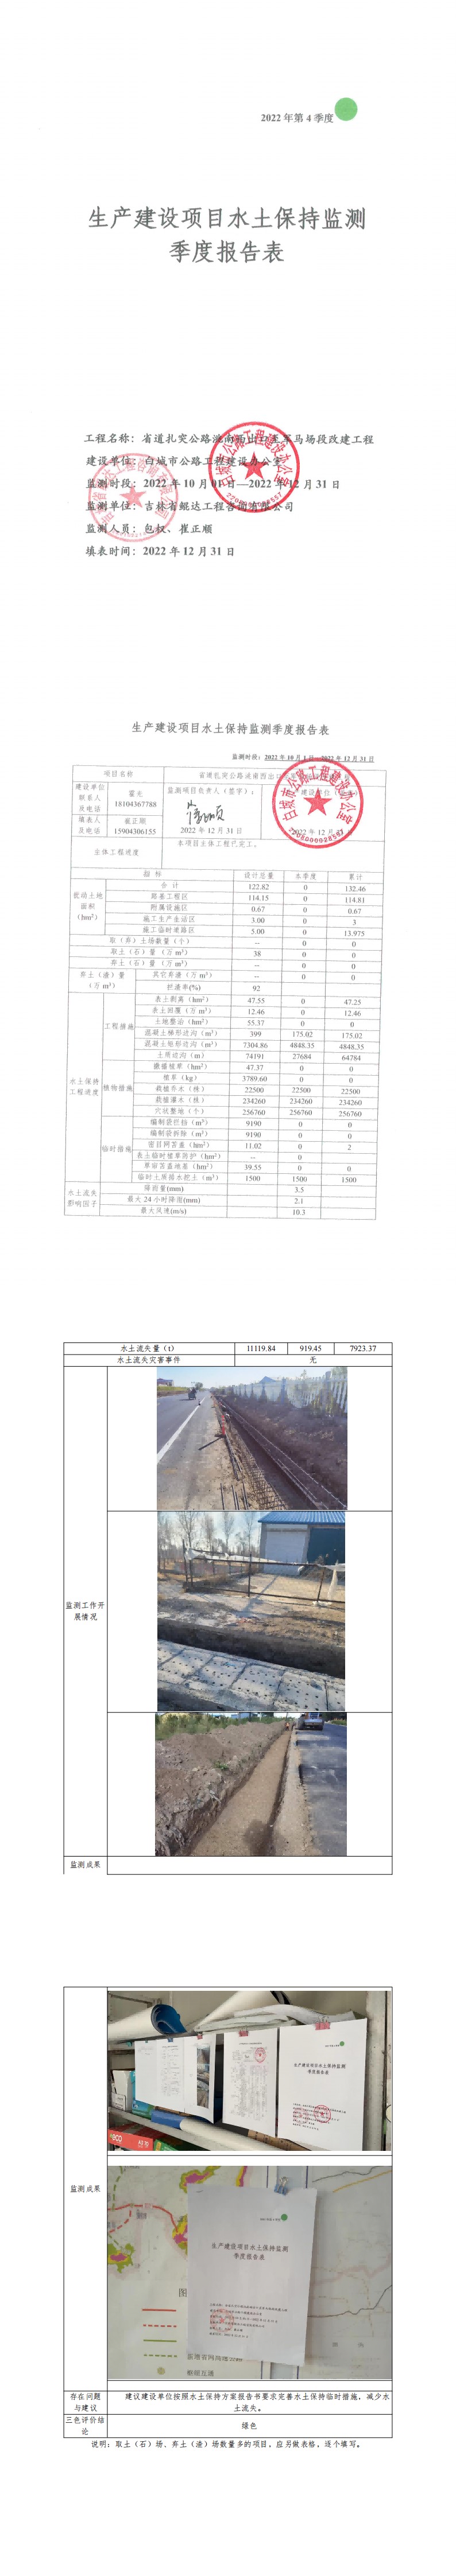 2022 年第 4 季度
生产建设项目水土保持监测
季度报告表
工程名称：省道扎突公路洮南西出口至军马场段改建工程
建设单位：白城市公路工程建设办公室
监测时段：2022 年 10 月 01 日—2022 年 12 月 31 日
监测单位：吉林省鲲达工程咨询有限公司
监测人员：包权、崔正顺
填表时间：2022 年 12 月 31 日
生产建设项目水土保持监测季度报告表
监测时段：2022 年 10 月 1 日—2022 年 12 月 31 日
项目名称 省道扎突公路洮南西出口
建设单位联系人及电话 霍光 18104367788 监测项目负责人（签字）： 2022 年 12 月 31 日 建设单位
填表人及电话 崔正顺 15904306155 2022 年 12 月
主体工程进度 本项目主体工程已完工。
指 标 设计总量 本季度 累计
扰动土地面积（hm²） 合 计 122.82 0 132.46
路基工程区 114.15 0 114.81
附属设施区 0.67 0 0.67
施工生产生活区 3.00 0 3
施工临时道路区 5.00 0 13.975
取（弃）土场数量（个） -- 0 0
取土（石）量（万 m³） 38 0 0
弃土（石）量（万 m³） -- 0 0
弃土（渣）量（万 m³） 其它弃渣（万 m³） -- 0 0
拦渣率(%) 92
水土保持工程进度 工程措施 表土剥离（hm²） 47.55 0 47.25
表土回覆（万 m³） 12.46 0 12.46
土地整治（hm²） 55.37 0 0
混凝土梯形边沟（m³） 399 175.02 175.02
混凝土矩形边沟（m³） 7304.86 4848.35 4848.35
土质边沟（m） 74191 27684 64784
植物措施 撒播植草（hm²） 47.37 0 0
植草（kg） 3789.60 0 0
栽植乔木（株） 22500 22500 22500
栽植灌木（株） 234260 234260 234260
穴状整地（个） 256760 256760 256760
临时措施 编制袋拦挡（m³） 9190 0 0
编制袋拆除（m³） 9190 0 0
密目网苫盖（hm²） 11.02 0 2
表土临时植草防护（hm²） -- 0
草帘苫盖地基（hm²） 39.55 0 0
临时土质排水挖土（m³） 1500 1500 1500
水土流失影响因子 降雨量(mm) 3.5
最大 24 小时降雨(mm) 2.1
最大风速(m/s) 10.3
水土流失量（t） 11119.84 919.45 7923.37
水土流失灾害事件 无
监测工作开展情况
监测成果
监测成果
生产建设项目水土保持监测
季度报告表
生产建设项目水土保持监测
季度报告表
存在问题与建议 建议建设单位按照水土保持方案报告书要求完善水土保持临时措施，减少水土流失。
三色评价结论 绿色
说明：取土（石）场、弃土（渣）场数量多的项目，应另做表格，逐个填写。